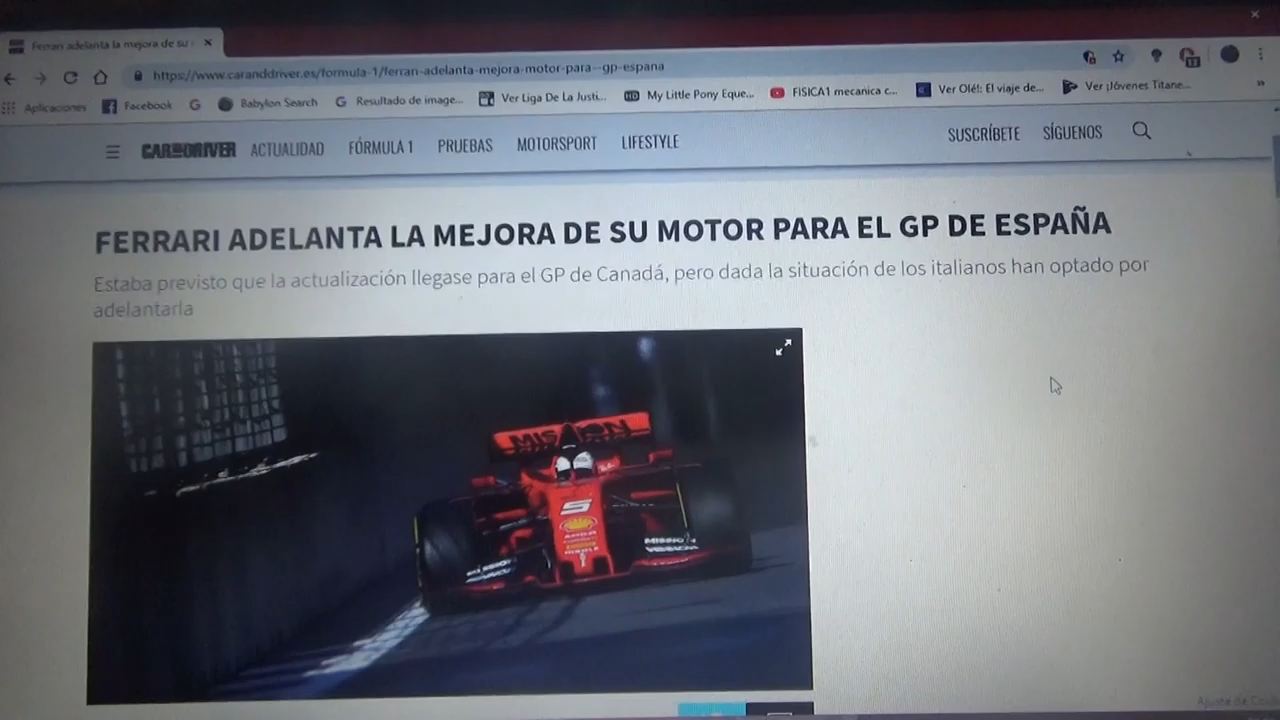 Ferrari adelanta la mejora de su
https://www.caranddriver.es/formula-1/ferrari-adelanta-mejora-motor-para--gp-espana
Aplicaciones Facebook G Babylon Search G Resultado de image... Ver Liga De La Justi... HD My Little Pony Eque... FISICA1 mecanica c... Ver Olé!: El viaje de... Ver ¡Jóvenes Titane... »
CAR AND DRIVER ACTUALIDAD FÓRMULA 1 PRUEBAS MOTORSPORT LIFESTYLE SUSCRÍBETE SÍGUENOS
FERRARI ADELANTA LA MEJORA DE SU MOTOR PARA EL GP DE ESPAÑA
Estaba previsto que la actualización llegase para el GP de Canadá, pero dada la situación de los italianos han optado por
adelantarla
MISSION
5
MISSION
Ajuste de